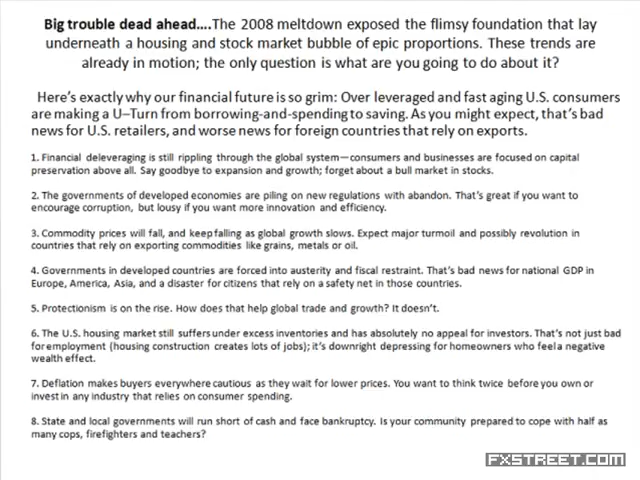 Big trouble dead ahead….The 2008 meltdown exposed the flimsy foundation that lay
underneath a housing and stock market bubble of epic proportions. These trends are
already in motion; the only question is what are you going to do about it?
Here's exactly why our financial future is so grim: Over leveraged and fast aging U.S. consumers
are making a U–Turn from borrowing-and-spending to saving. As you might expect, that's bad
news for U.S. retailers, and worse news for foreign countries that rely on exports.
1. Financial deleveraging is still rippling through the global system—consumers and businesses are focused on capital
preservation above all. Say goodbye to expansion and growth; forget about a bull market in stocks.
2. The governments of developed economies are piling on new regulations with abandon. That's great if you want to
encourage corruption, but lousy if you want more innovation and efficiency.
3. Commodity prices will fall, and keep falling as global growth slows. Expect major turmoil and possibly revolution in
countries that rely on exporting commodities like grains, metals or oil.
4. Governments in developed countries are forced into austerity and fiscal restraint. That's bad news for national GDP in
Europe, America, Asia, and a disaster for citizens that rely on a safety net in those countries.
5. Protectionism is on the rise. How does that help global trade and growth? It doesn't.
6. The U.S. housing market still suffers under excess inventories and has absolutely no appeal for investors. That's not just bad
for employment (housing construction creates lots of jobs); it's downright depressing for homeowners who feel a negative
wealth effect.
7. Deflation makes buyers everywhere cautious as they wait for lower prices. You want to think twice before you own or
invest in any industry that relies on consumer spending.
8. State and local governments will run short of cash and face bankruptcy. Is your community prepared to cope with half as
many cops, firefighters and teachers?
FXSTREET.COM